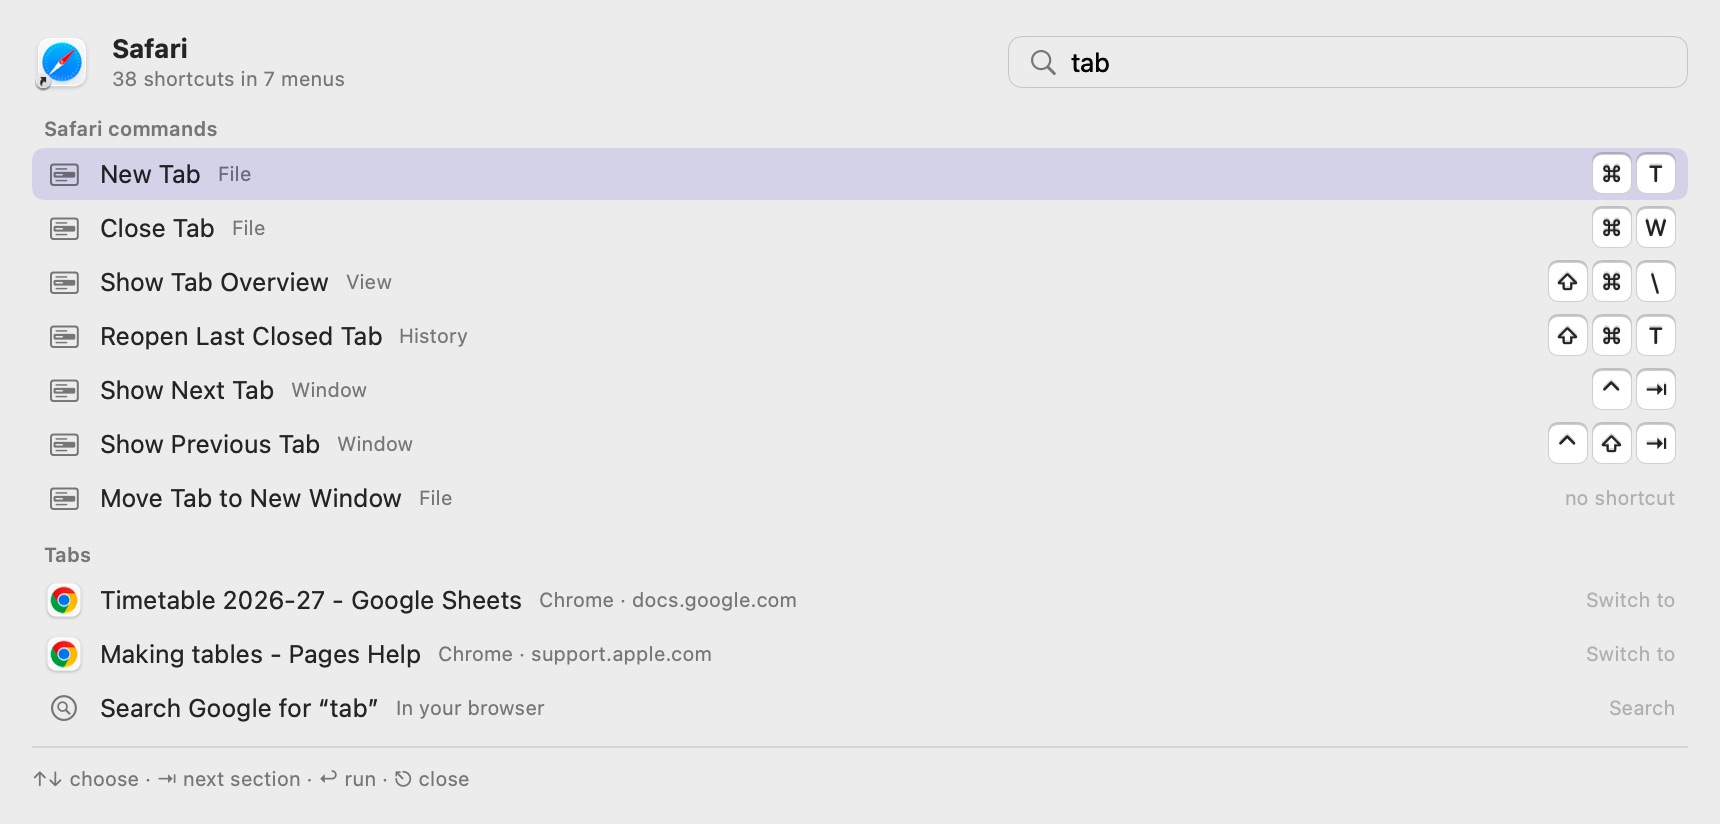 Safari
38 shortcuts in 7 menus
tab
Safari commands
New Tab File ⌘ T
Close Tab File ⌘ W
Show Tab Overview View ⇧ ⌘ \
Reopen Last Closed Tab History ⇧ ⌘ T
Show Next Tab Window ^ ⇥
Show Previous Tab Window ^ ⇧ ⇥
Move Tab to New Window File no shortcut
Tabs
Timetable 2026-27 - Google Sheets Chrome · docs.google.com Switch to
Making tables - Pages Help Chrome · support.apple.com Switch to
Search Google for “tab” In your browser Search
↑↓ choose · ⇥ next section · ↩ run · ⎋ close